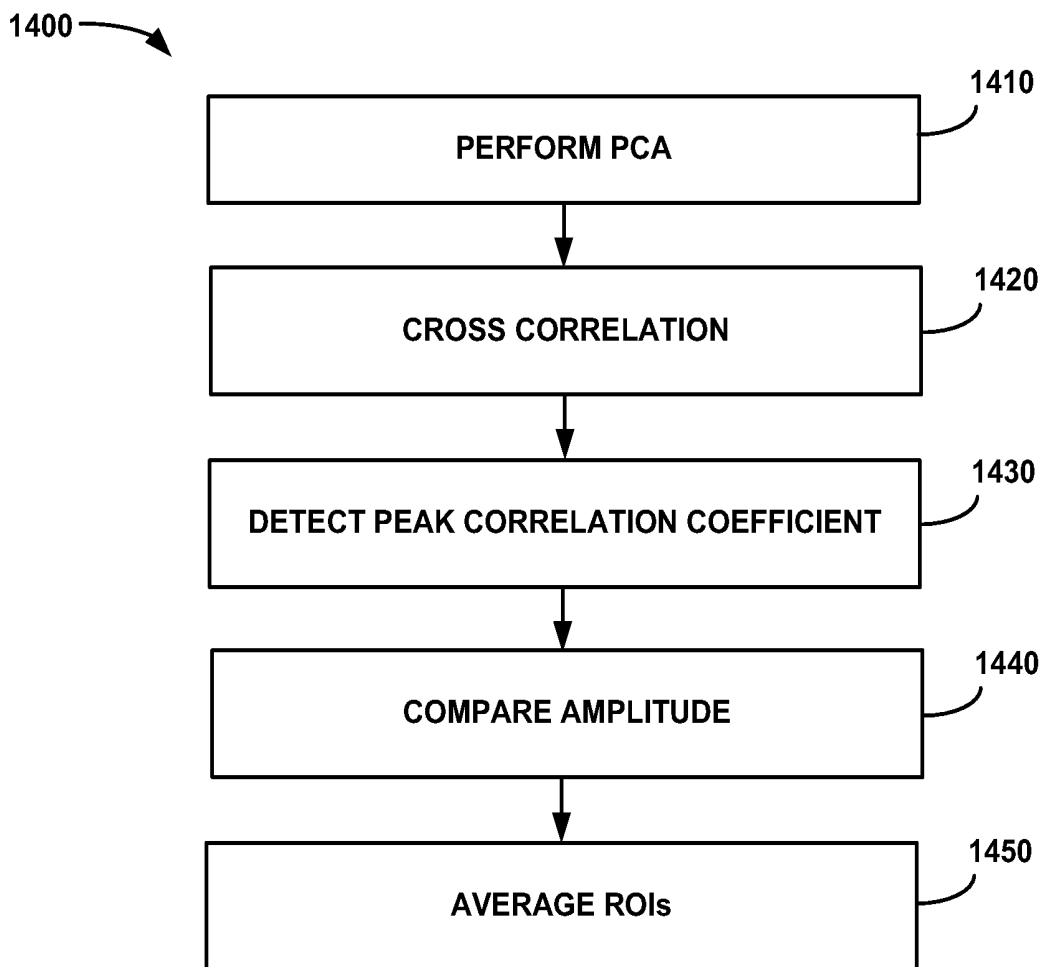 1400
1410
PERFORM PCA
1420
CROSS CORRELATION
1430
DETECT PEAK CORRELATION COEFFICIENT
1440
COMPARE AMPLITUDE
1450
AVERAGE ROIs